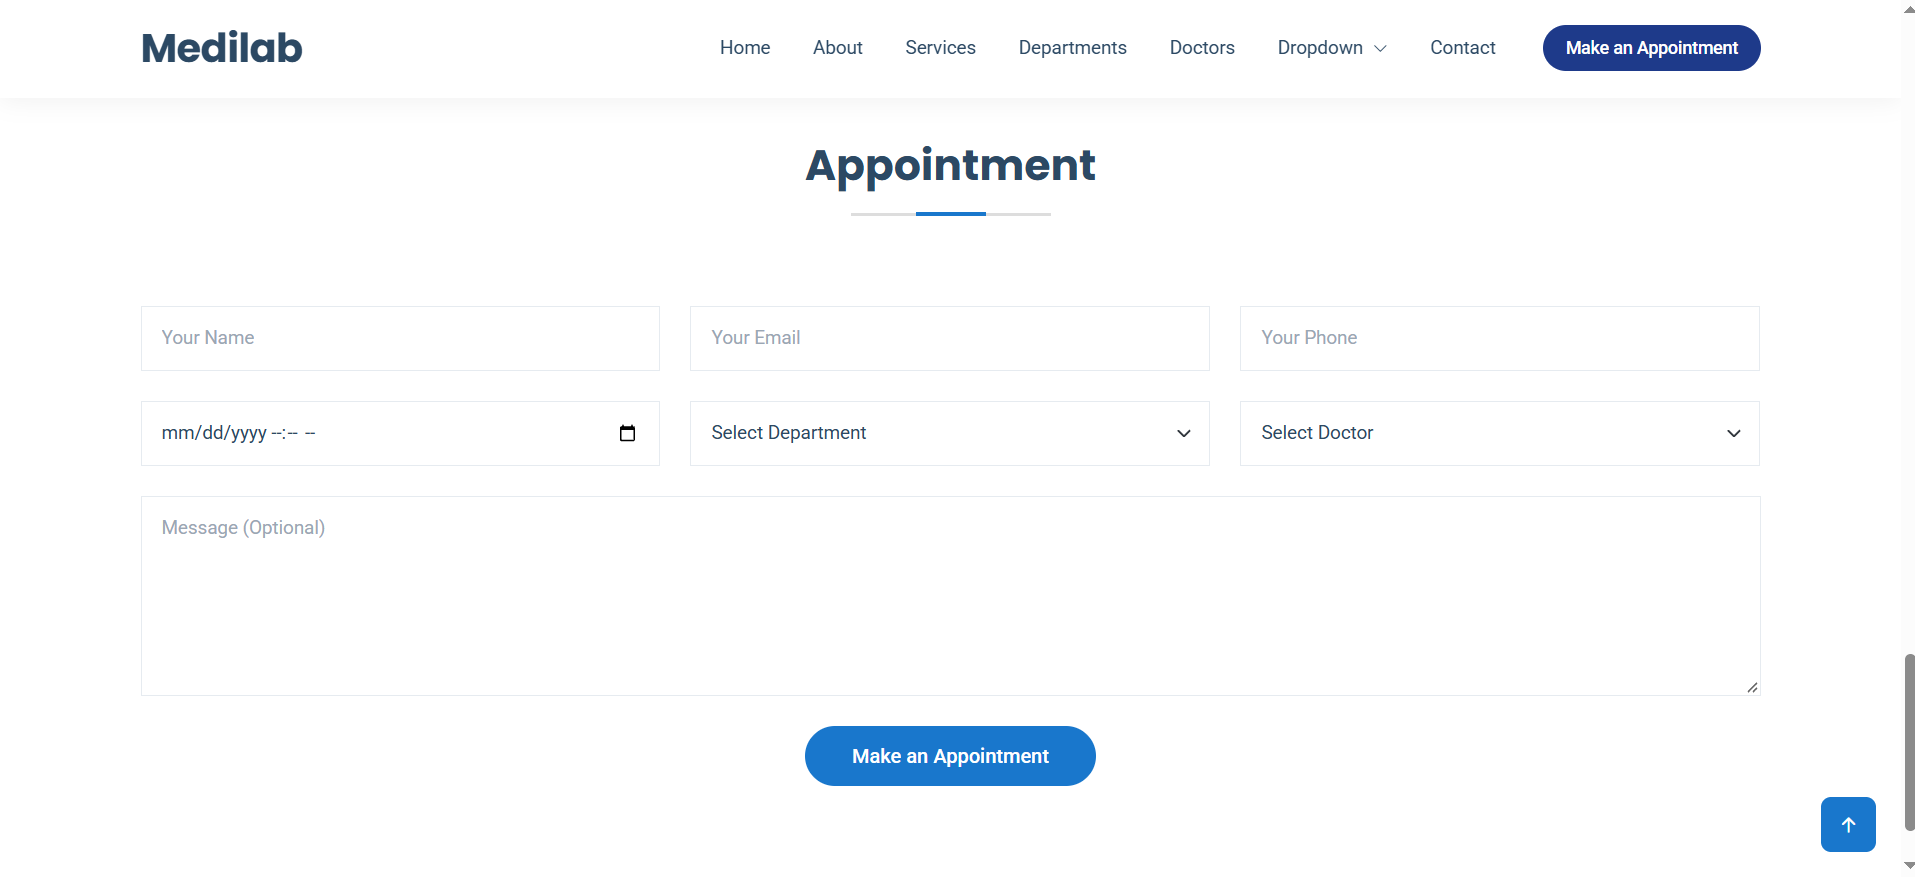 Medilab
Home About Services Departments Doctors Dropdown Contact Make an Appointment
Appointment
Your Name Your Email Your Phone
mm/dd/yyyy --:-- -- Select Department Select Doctor
Message (Optional)
Make an Appointment